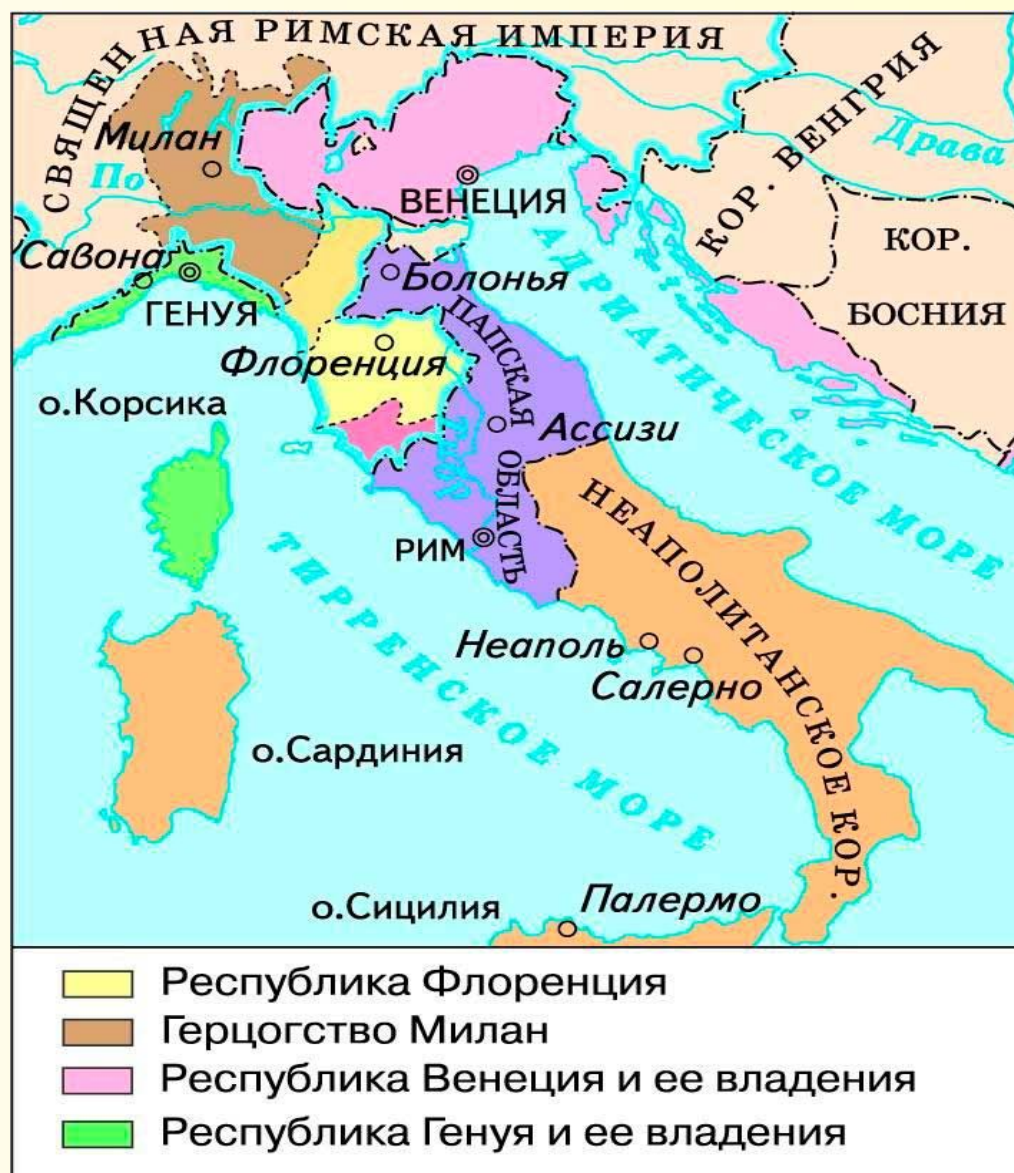 СВЯЩЕННАЯ РИМСКАЯ ИМПЕРИЯ
КОР. ВЕНГРИЯ
Драва
Милан
По
ВЕНЕЦИЯ
КОР.
БОСНИЯ
Савона
ГЕНУЯ
Болонья
АДРИАТИЧЕСКОЕ МОРЕ
ПАПСКАЯ ОБЛАСТЬ
Флоренция
о.Корсика
Ассизи
РИМ
НЕАПОЛИТАНСКОЕ КОР.
ТИРРЕНСКОЕ МОРЕ
Неаполь
Салерно
о.Сардиния
о.Сицилия
Палермо
Республика Флоренция
Герцогство Милан
Республика Венеция и ее владения
Республика Генуя и ее владения